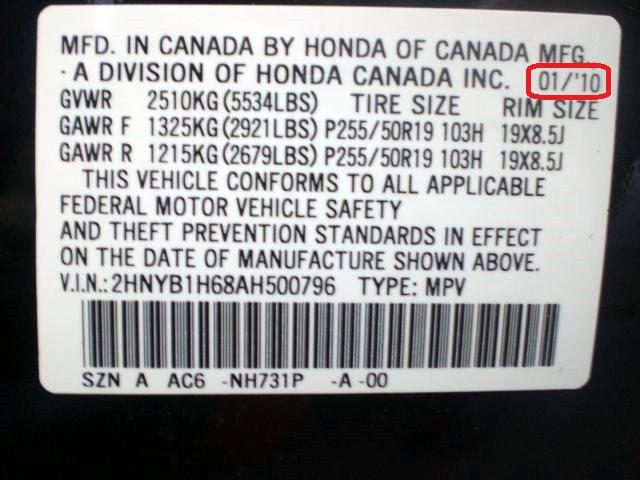 MFD. IN CANADA BY HONDA OF CANADA MFG.
· A DIVISION OF HONDA CANADA INC. 01/'10
GVWR 2510KG(5534LBS) TIRE SIZE RIM SIZE
GAWR F 1325KG(2921LBS) P255/50R19 103H 19X8.5J
GAWR R 1215KG(2679LBS) P255/50R19 103H 19X8.5J
THIS VEHICLE CONFORMS TO ALL APPLICABLE
FEDERAL MOTOR VEHICLE SAFETY
AND THEFT PREVENTION STANDARDS IN EFFECT
ON THE DATE OF MANUFACTURE SHOWN ABOVE.
V.I.N.:2HNYB1H68AH500796 TYPE: MPV
SZN A AC6 -NH731P -A -00